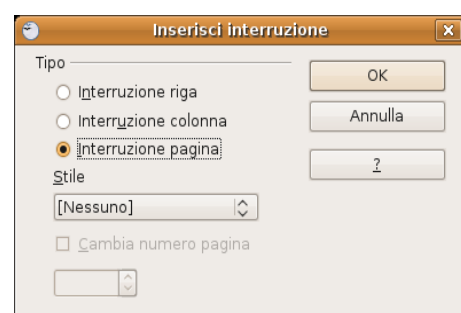 Inserisci interruzione
Tipo
Interruzione riga
Interruzione colonna
Interruzione pagina
Stile
[Nessuno]
Cambia numero pagina
OK
Annulla
?